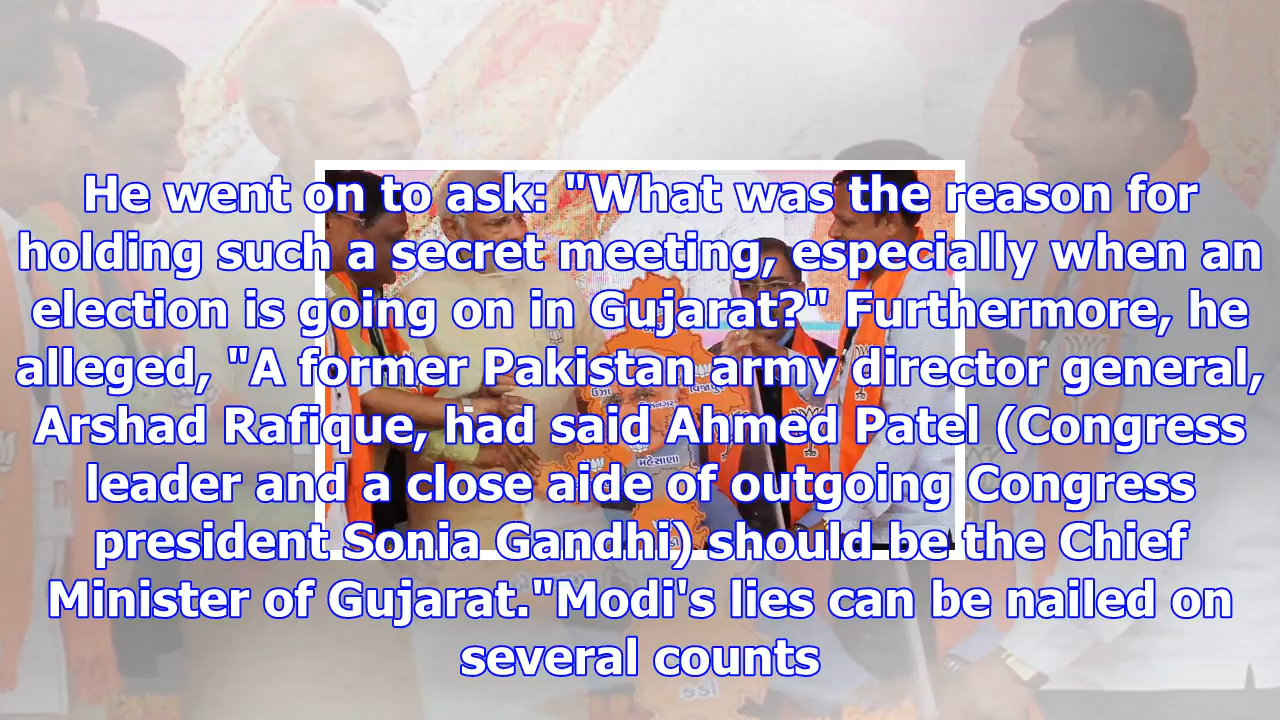 He went on to ask: "What was the reason for
holding such a secret meeting, especially when an
election is going on in Gujarat?" Furthermore, he
alleged, "A former Pakistan army director general,
Arshad Rafique, had said Ahmed Patel (Congress
leader and a close aide of outgoing Congress
president Sonia Gandhi) should be the Chief
Minister of Gujarat."Modi's lies can be nailed on
several counts
મહેસાણા
કડી